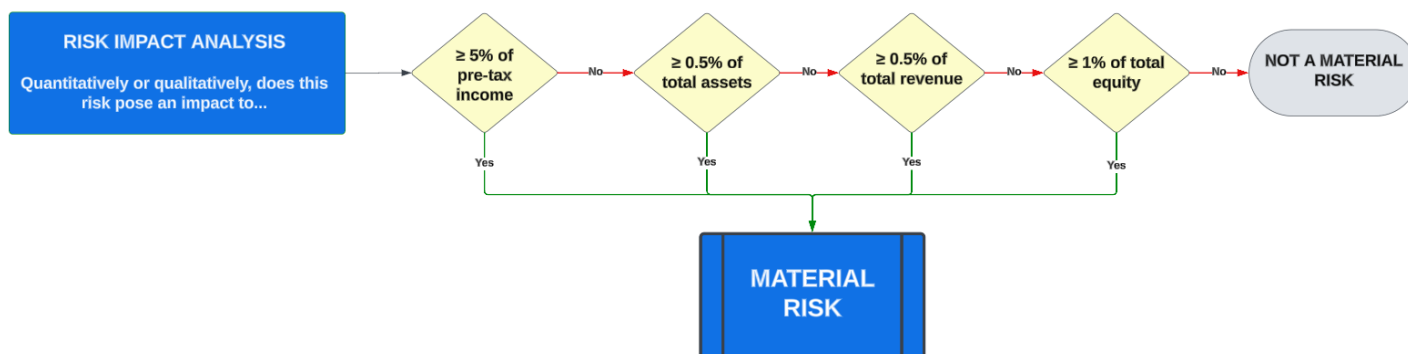 RISK IMPACT ANALYSIS
Quantitatively or qualitatively, does this
risk pose an impact to...
≥ 5% of
pre-tax
income
No
≥ 0.5% of
total assets
No
≥ 0.5% of
total revenue
No
≥ 1% of total
equity
No
NOT A MATERIAL
RISK
Yes
Yes
Yes
Yes
MATERIAL
RISK